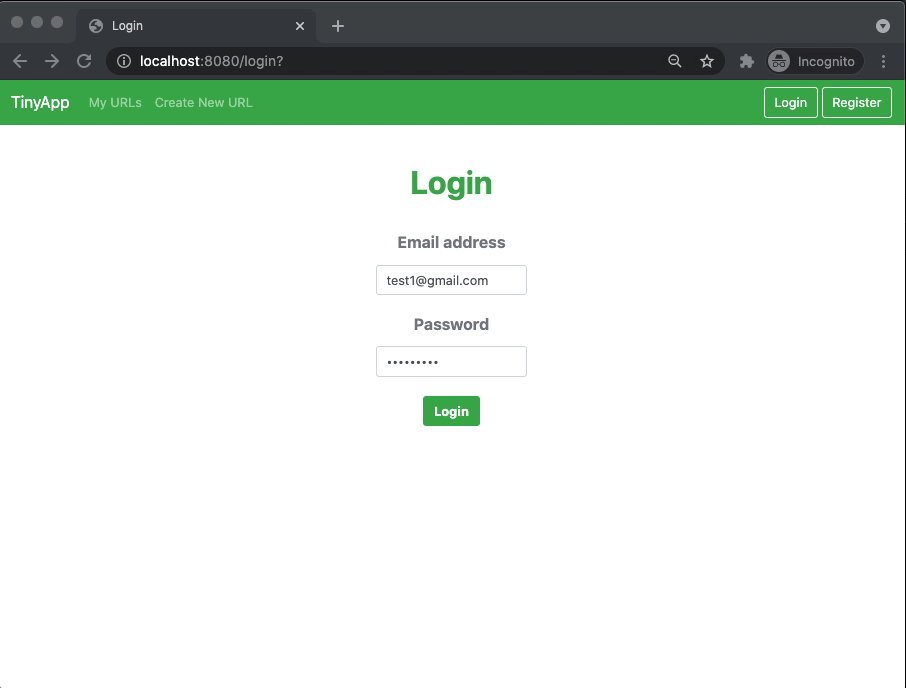 Login
localhost:8080/login?
Incognito
TinyApp My URLs Create New URL Login Register
Login
Email address
test1@gmail.com
Password
•••••••••
Login